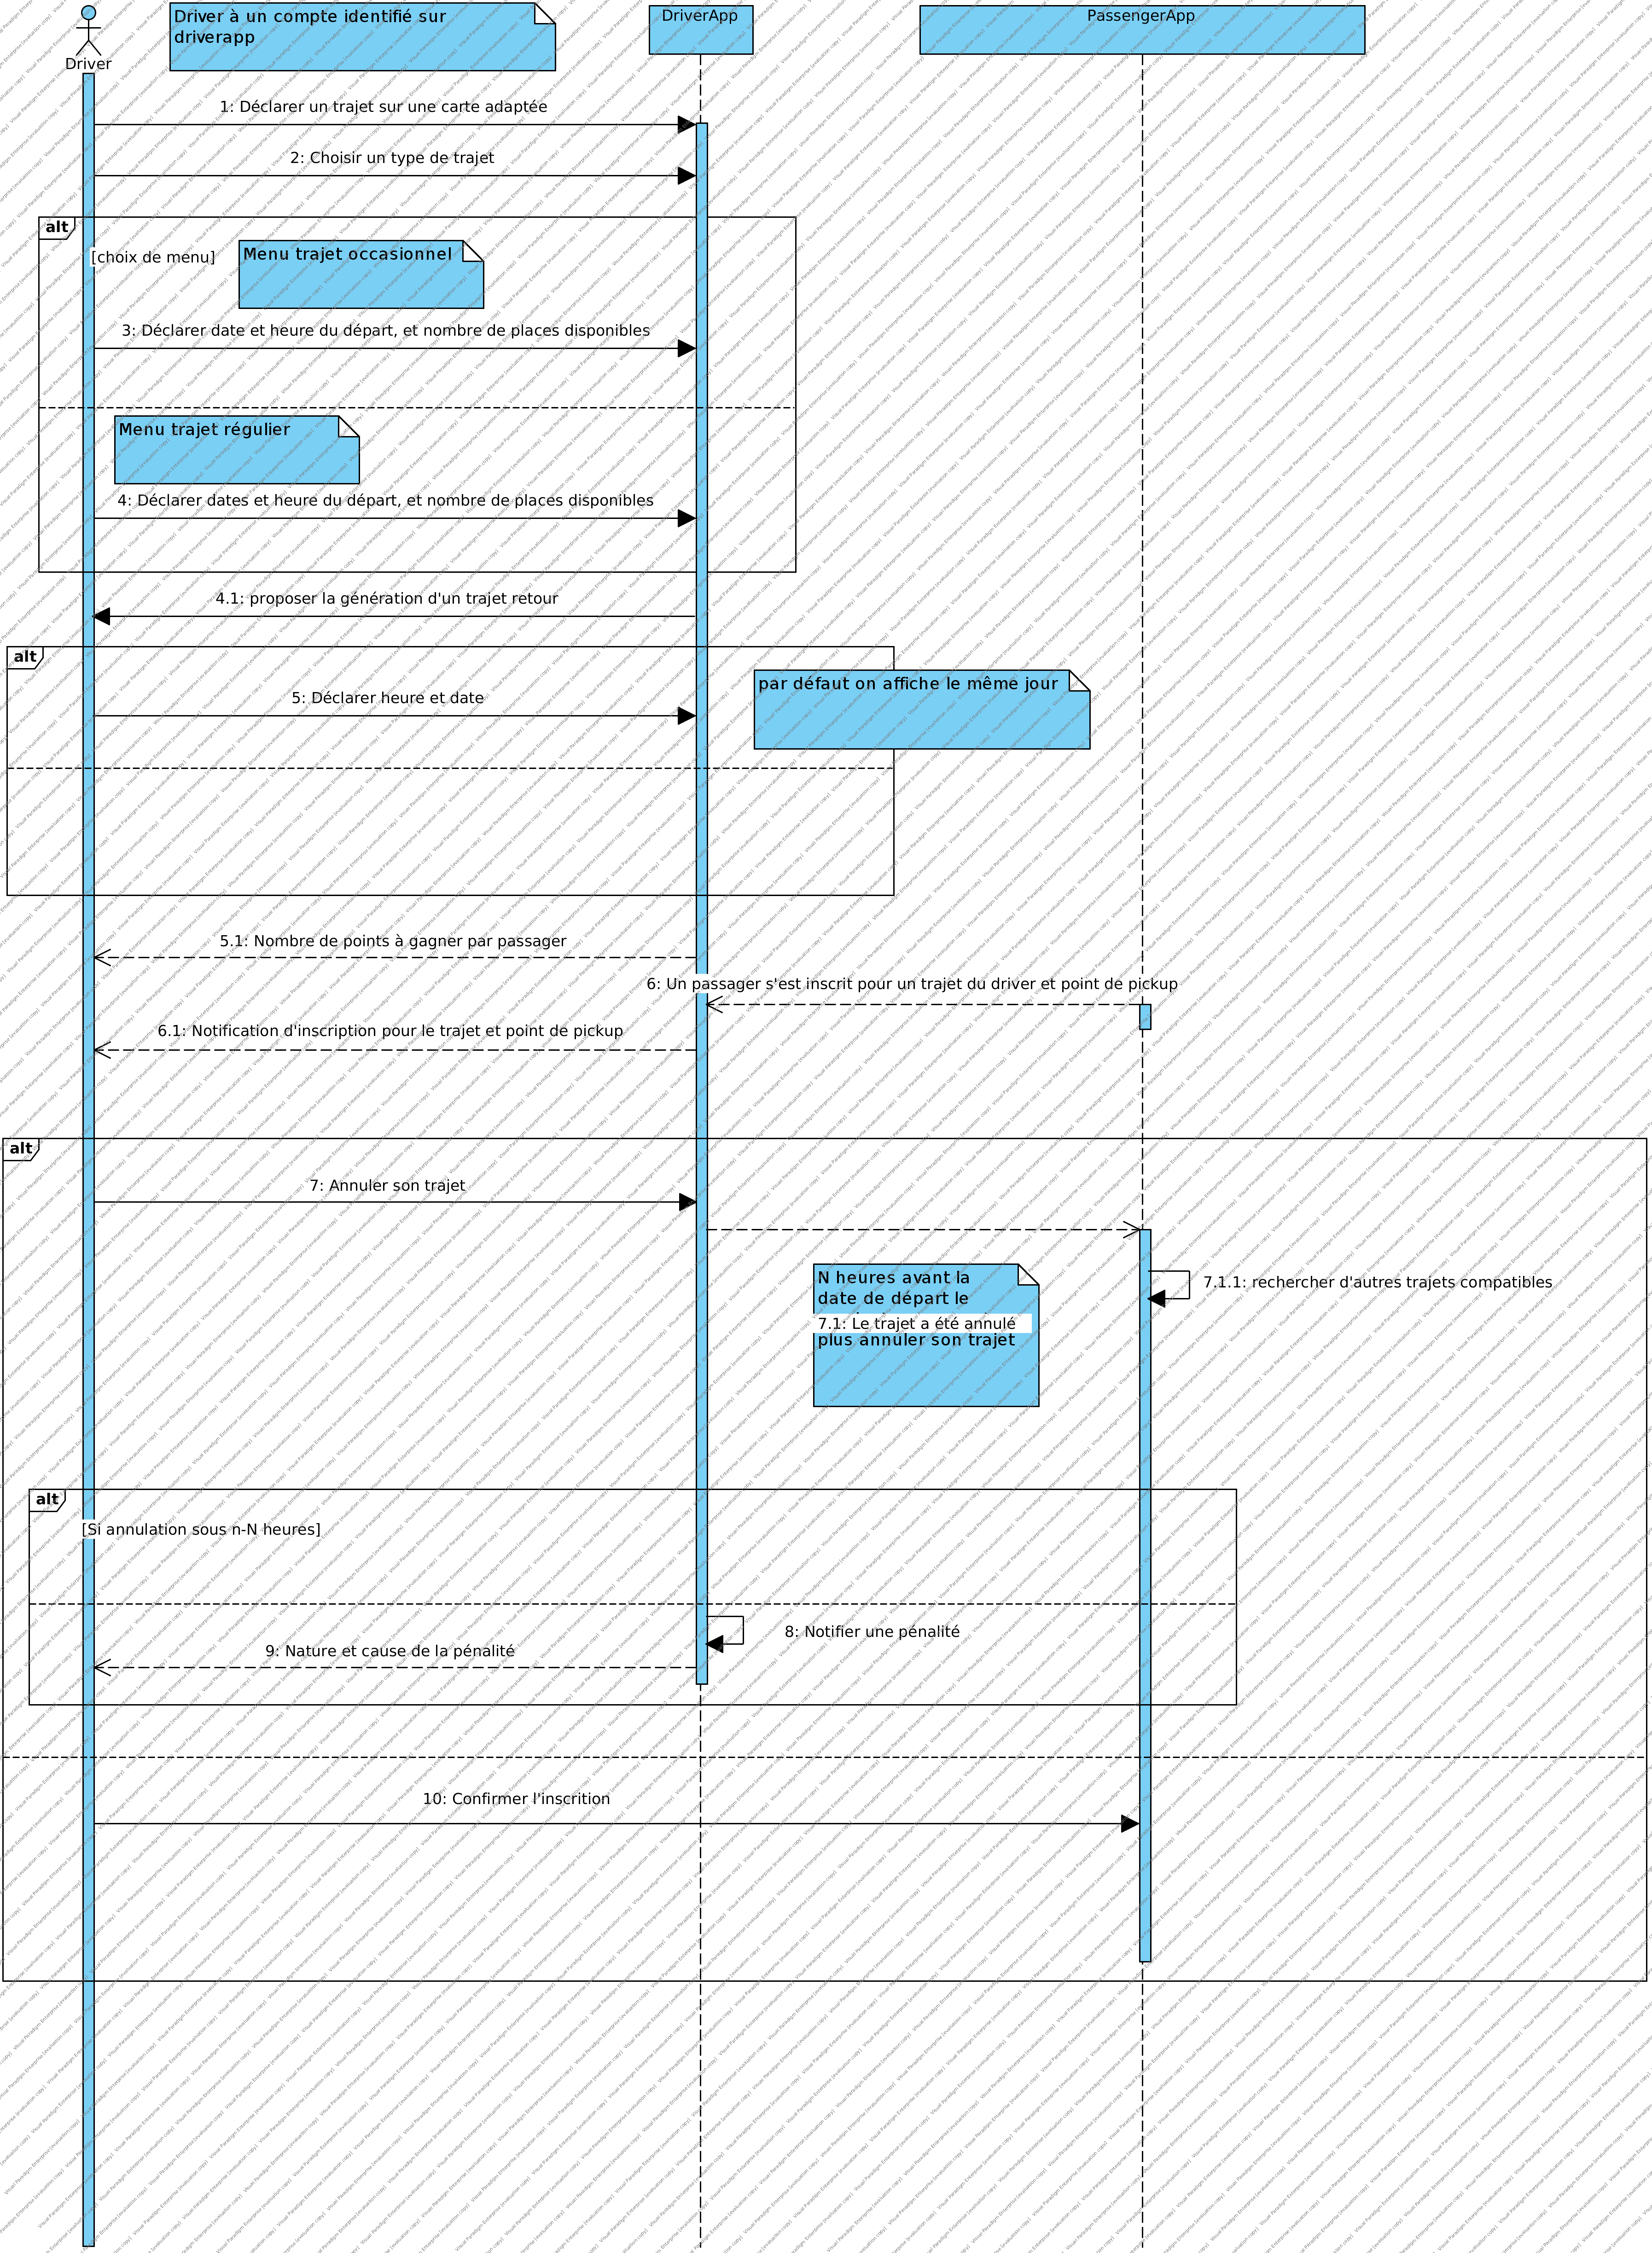 Driver à un compte identifié sur
driverapp
DriverApp
PassengerApp
Driver
1: Déclarer un trajet sur une carte adaptée
2: Choisir un type de trajet
alt
[choix de menu]
Menu trajet occasionnel
3: Déclarer date et heure du départ, et nombre de places disponibles
Menu trajet régulier
4: Déclarer dates et heure du départ, et nombre de places disponibles
4.1: proposer la génération d'un trajet retour
alt
par défaut on affiche le même jour
5: Déclarer heure et date
5.1: Nombre de points à gagner par passager
6: Un passager s'est inscrit pour un trajet du driver et point de pickup
6.1: Notification d'inscription pour le trajet et point de pickup
alt
7: Annuler son trajet
N heures avant la
date de départ le
7.1: Le trajet a été annulé
plus annuler son trajet
7.1.1: rechercher d'autres trajets compatibles
alt
[Si annulation sous n-N heures]
8: Notifier une pénalité
9: Nature et cause de la pénalité
10: Confirmer l'inscrition
Visual Paradigm Enterprise (evaluation copy)